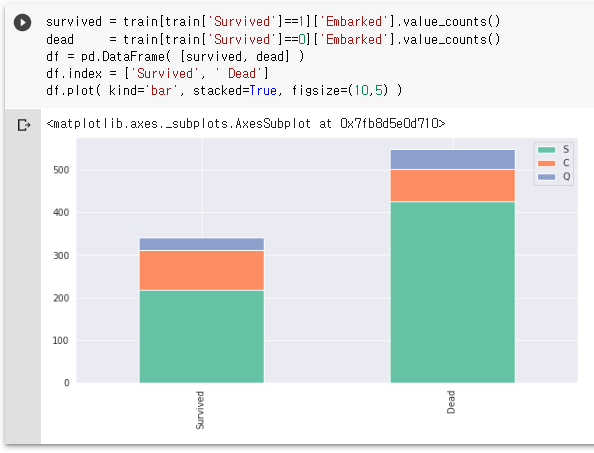 survived = train[train['Survived']==1]['Embarked'].value_counts()
dead     = train[train['Survived']==0]['Embarked'].value_counts()
df = pd.DataFrame( [survived, dead] )
df.index = ['Survived', ' Dead']
df.plot( kind='bar', stacked=True, figsize=(10,5) )
<matplotlib.axes._subplots.AxesSubplot at 0x7fb8d5e0d710>
S
C
Q
500
400
300
200
100
0
Survived
Dead